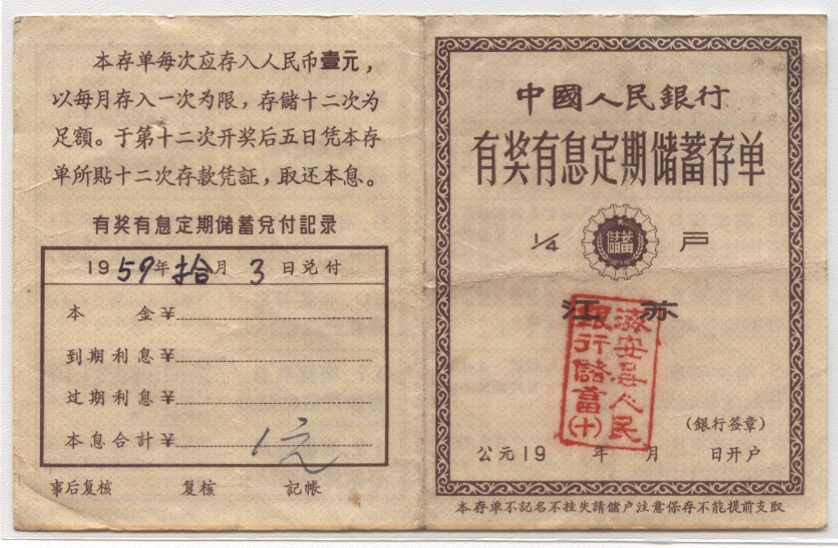 本存单每次应存入人民币壹元，
以每月存入一次为限，存储十二次为
足额。于第十二次开奖后五日凭本存
单所贴十二次存款凭証，取还本息。
有奖有息定期储蓄兑付記录
1959年拾月3日兑付
本金¥
到期利息¥
过期利息¥
本息合計¥ 1元
事后复核 复核 記帳
中國人民銀行
有奖有息定期储蓄存单
1/4 儲蓄 戸
江苏
安县人民
銀行儲蓄(十)
(銀行签章)
公元19 年 月 日开户
本存单不記名不挂失請儲户注意保存不能提前支取